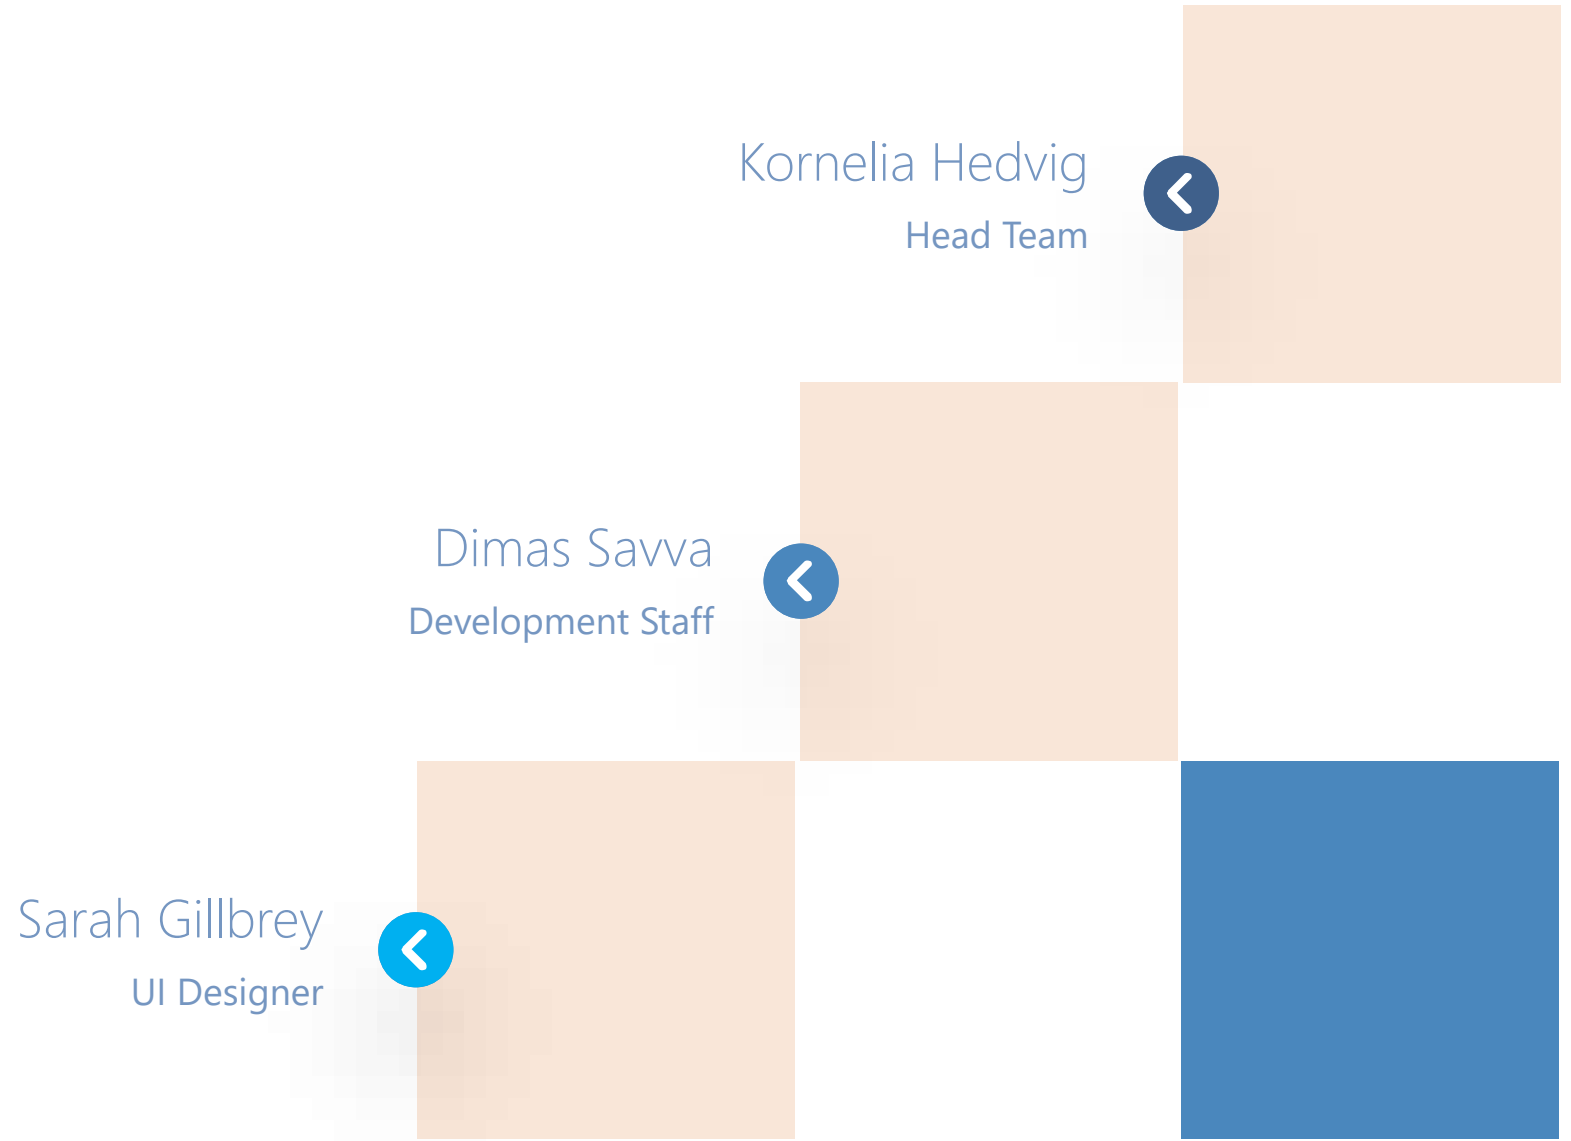 Kornelia Hedvig
Head Team
Dimas Savva
Development Staff
Sarah Gillbrey
UI Designer